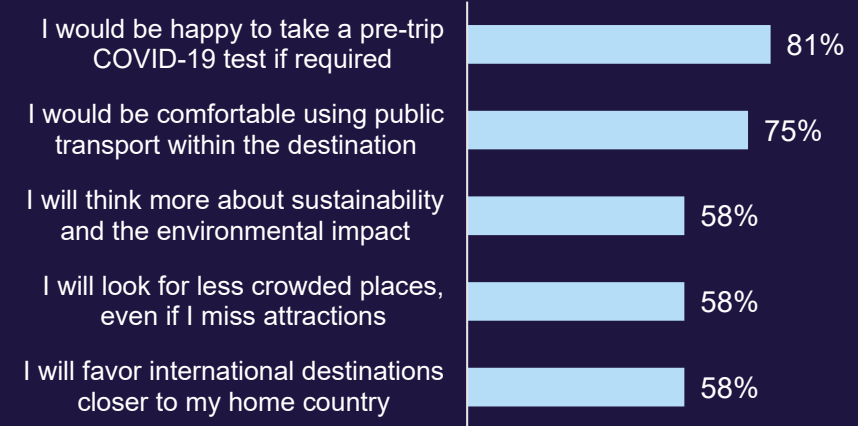 I would be happy to take a pre-trip
COVID-19 test if required
81%
I would be comfortable using public
transport within the destination
75%
I will think more about sustainability
and the environmental impact
58%
I will look for less crowded places,
even if I miss attractions
58%
I will favor international destinations
closer to my home country
58%